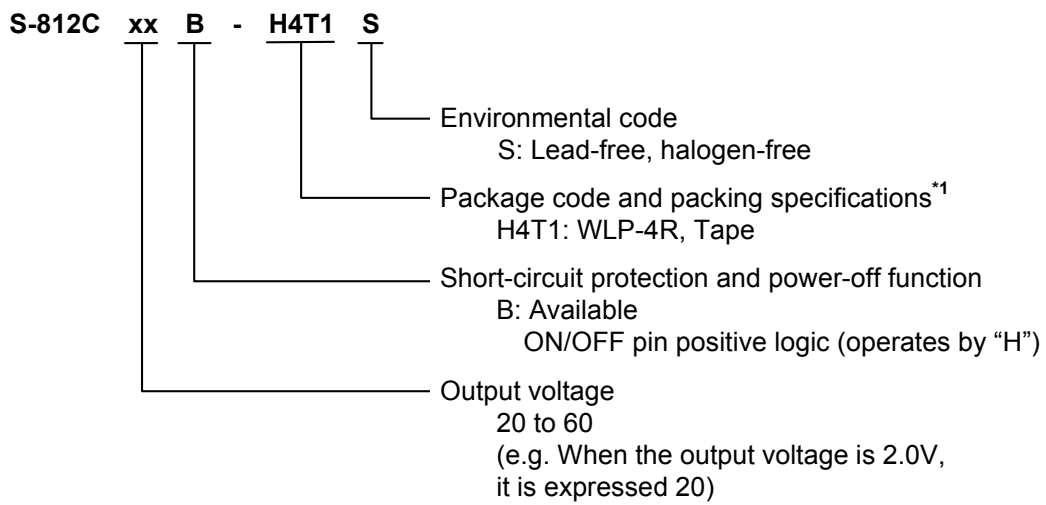 S-812C xx B - H4T1 S
Environmental code
S: Lead-free, halogen-free
Package code and packing specifications*1
H4T1: WLP-4R, Tape
Short-circuit protection and power-off function
B: Available
ON/OFF pin positive logic (operates by “H”)
Output voltage
20 to 60
(e.g. When the output voltage is 2.0V,
it is expressed 20)